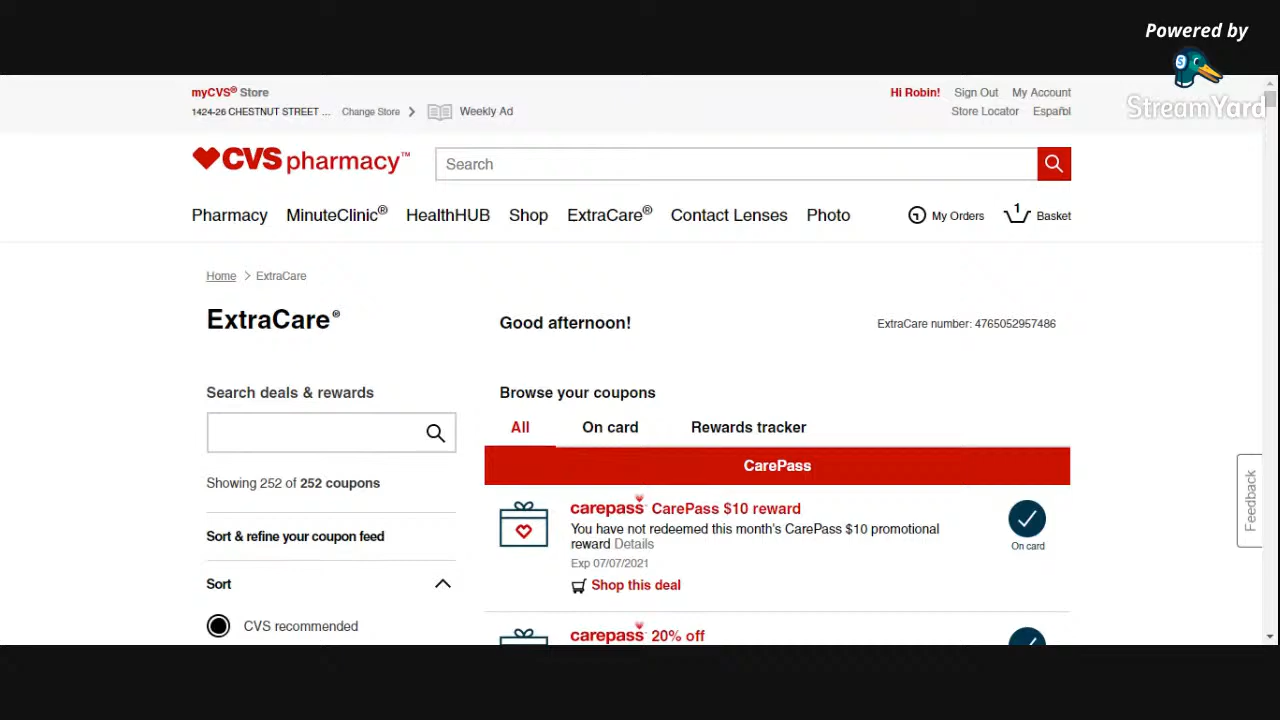 Powered by
StreamYard
myCVS® Store
Hi Robin! Sign Out My Account
1424-26 CHESTNUT STREET ... Change Store Weekly Ad
Store Locator Español
CVS pharmacy™
Search
Pharmacy MinuteClinic® HealthHUB Shop ExtraCare® Contact Lenses Photo My Orders 1 Basket
Home > ExtraCare
ExtraCare®
Good afternoon!
ExtraCare number: 4765052957486
Search deals & rewards
Browse your coupons
All On card Rewards tracker
CarePass
Showing 252 of 252 coupons
carepass CarePass $10 reward
You have not redeemed this month's CarePass $10 promotional
reward Details
On card
Exp 07/07/2021
Shop this deal
Sort & refine your coupon feed
Sort
CVS recommended
carepass 20% off
Feedback